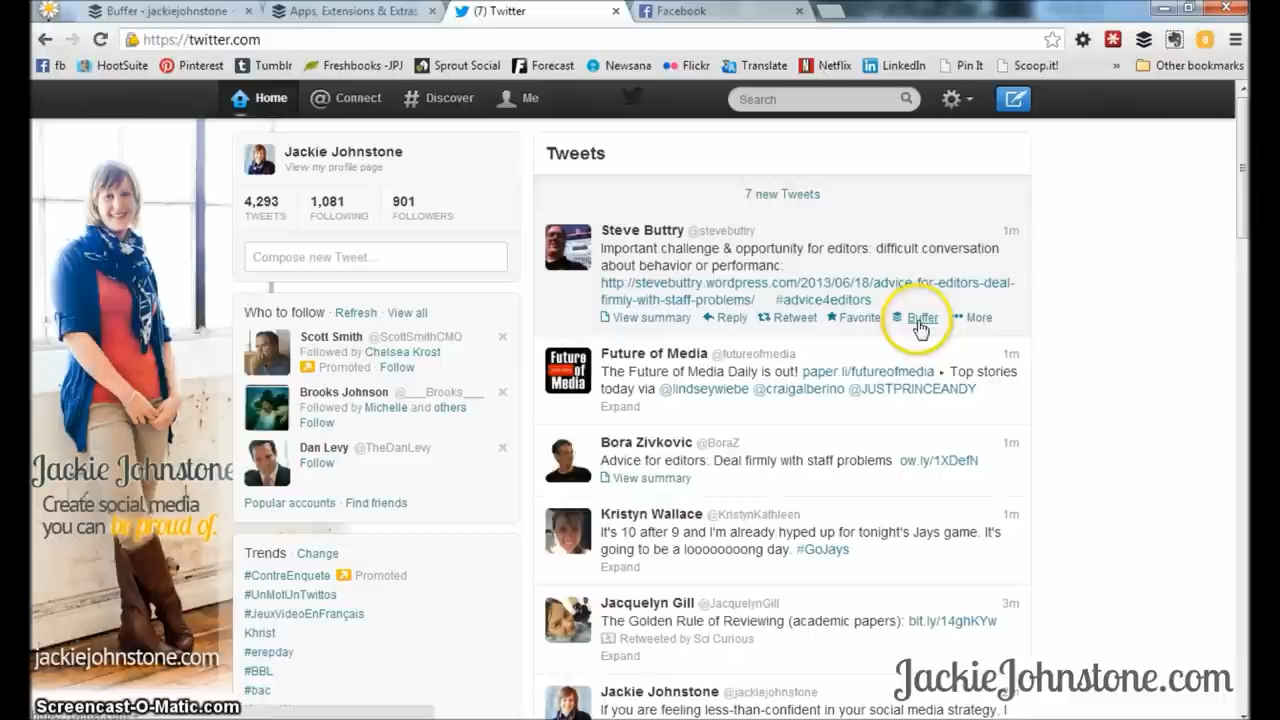 Buffer - jackiejohnstone
Apps, Extensions & Extras
(7) Twitter
Facebook
https://twitter.com
fb
HootSuite
Pinterest
Tumblr
Freshbooks -JPJ
Sprout Social
Forecast
Newsana
Flickr
Translate
Netflix
LinkedIn
Pin It
Scoop.it!
Other bookmarks
Home
Connect
Discover
Me
Search
Jackie Johnstone
View my profile page
4,293 1,081 901
TWEETS FOLLOWING FOLLOWERS
Compose new Tweet...
Who to follow · Refresh · View all
Scott Smith @ScottSmithCMO
Followed by Chelsea Krost
Promoted · Follow
Brooks Johnson @___Brooks___
Followed by Michelle and others
Follow
Dan Levy @TheDanLevy
Follow
Popular accounts · Find friends
Trends · Change
#ContreEnquete Promoted
#UnMotUnTwittos
#JeuxVideoEnFrançais
Khrist
#erepday
#BBL
#bac
Tweets
7 new Tweets
Steve Buttry @stevebuttry 1m
Important challenge & opportunity for editors: difficult conversation
about behavior or performanc:
http://stevebuttry.wordpress.com/2013/06/18/advice-for-editors-deal-
firmly-with-staff-problems/ #advice4editors
View summary Reply Retweet Favorite Buffer More
Future of Media @futureofmedia 1m
The Future of Media Daily is out! paper.li/futureofmedia ▸ Top stories
today via @lindseywiebe @craigalberino @JUSTPRINCEANDY
Expand
Future of Media
Bora Zivkovic @BoraZ 1m
Advice for editors: Deal firmly with staff problems ow.ly/1XDefN
View summary
Kristyn Wallace @KristynKathleen 1m
It's 10 after 9 and I'm already hyped up for tonight's Jays game. It's
going to be a looooooong day. #GoJays
Expand
Jacquelyn Gill @JacquelynGill 3m
The Golden Rule of Reviewing (academic papers): bit.ly/14ghKYw
Retweeted by Sci Curious
Expand
Jackie Johnstone @jackiejohnstone
If you are feeling less-than-confident in your social media strategy, I
Jackie Johnstone
Create social media
you can be proud of.
jackiejohnstone.com
JackieJohnstone.com
Screencast-O-Matic.com